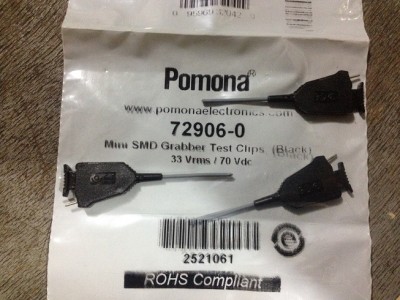 Pomona®
www.pomonaelectronics.com
72906-0
Mini SMD Grabber Test Clips (Black)
33 Vrms / 70 Vdc
2521061
ROHS Compliant